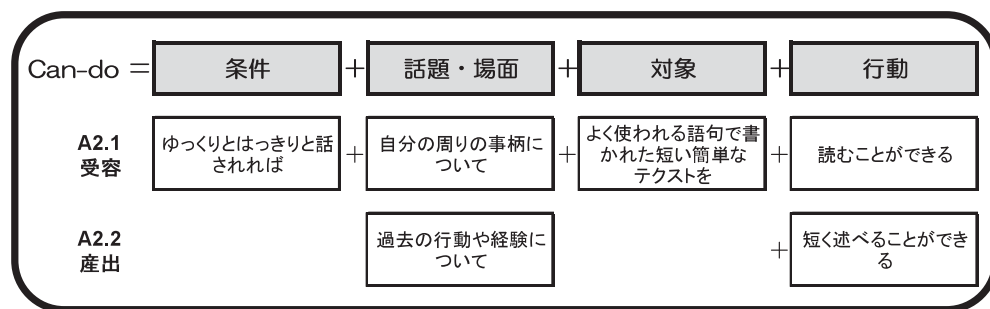 Can-do = 条件 + 話題・場面 + 対象 + 行動
A2.1
受容
ゆっくりとはっきりと話
されれば
+
自分の周りの事柄に
ついて
+
よく使われる語句で書
かれた短い簡単な
テクストを
+
読むことができる
A2.2
産出
過去の行動や経験に
ついて
+
短く述べることができ
る